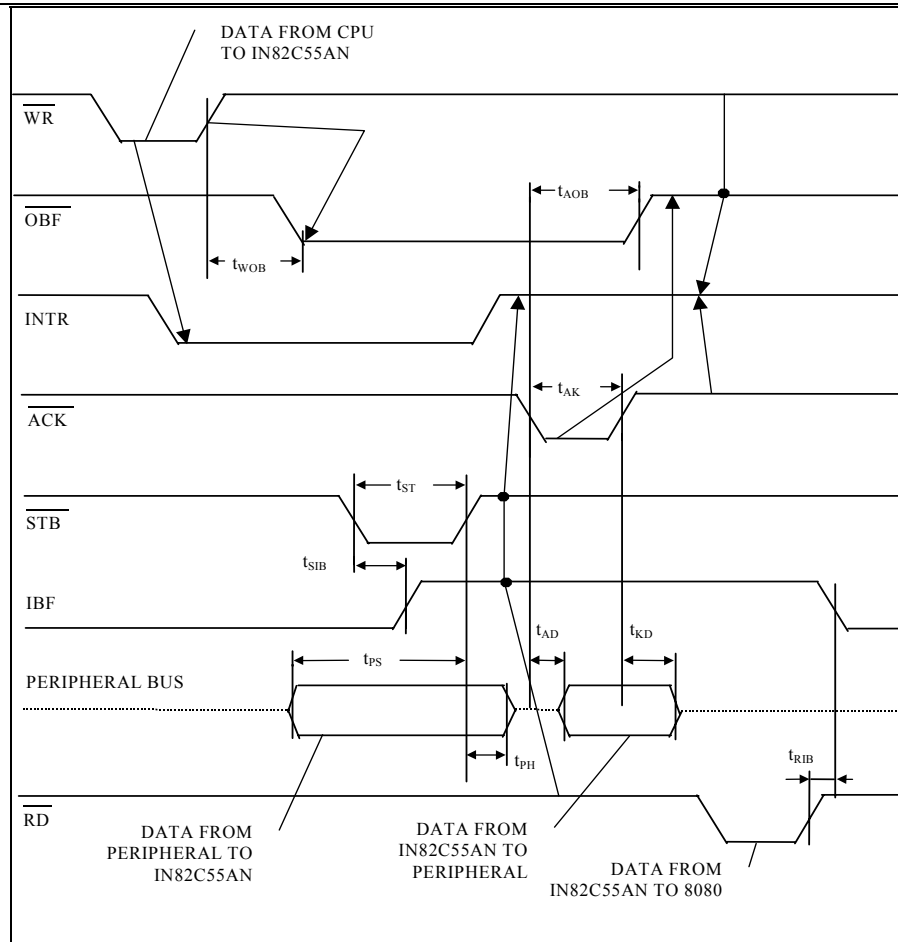 DATA FROM CPU
TO IN82C55AN
WR
tAOB
OBF
tWOB
INTR
tAK
ACK
tST
STB
tSIB
IBF
tAD
tKD
tPS
PERIPHERAL BUS
tPH
tRIB
RD
DATA FROM
PERIPHERAL TO
IN82C55AN
DATA FROM
IN82C55AN TO
PERIPHERAL
DATA FROM
IN82C55AN TO 8080